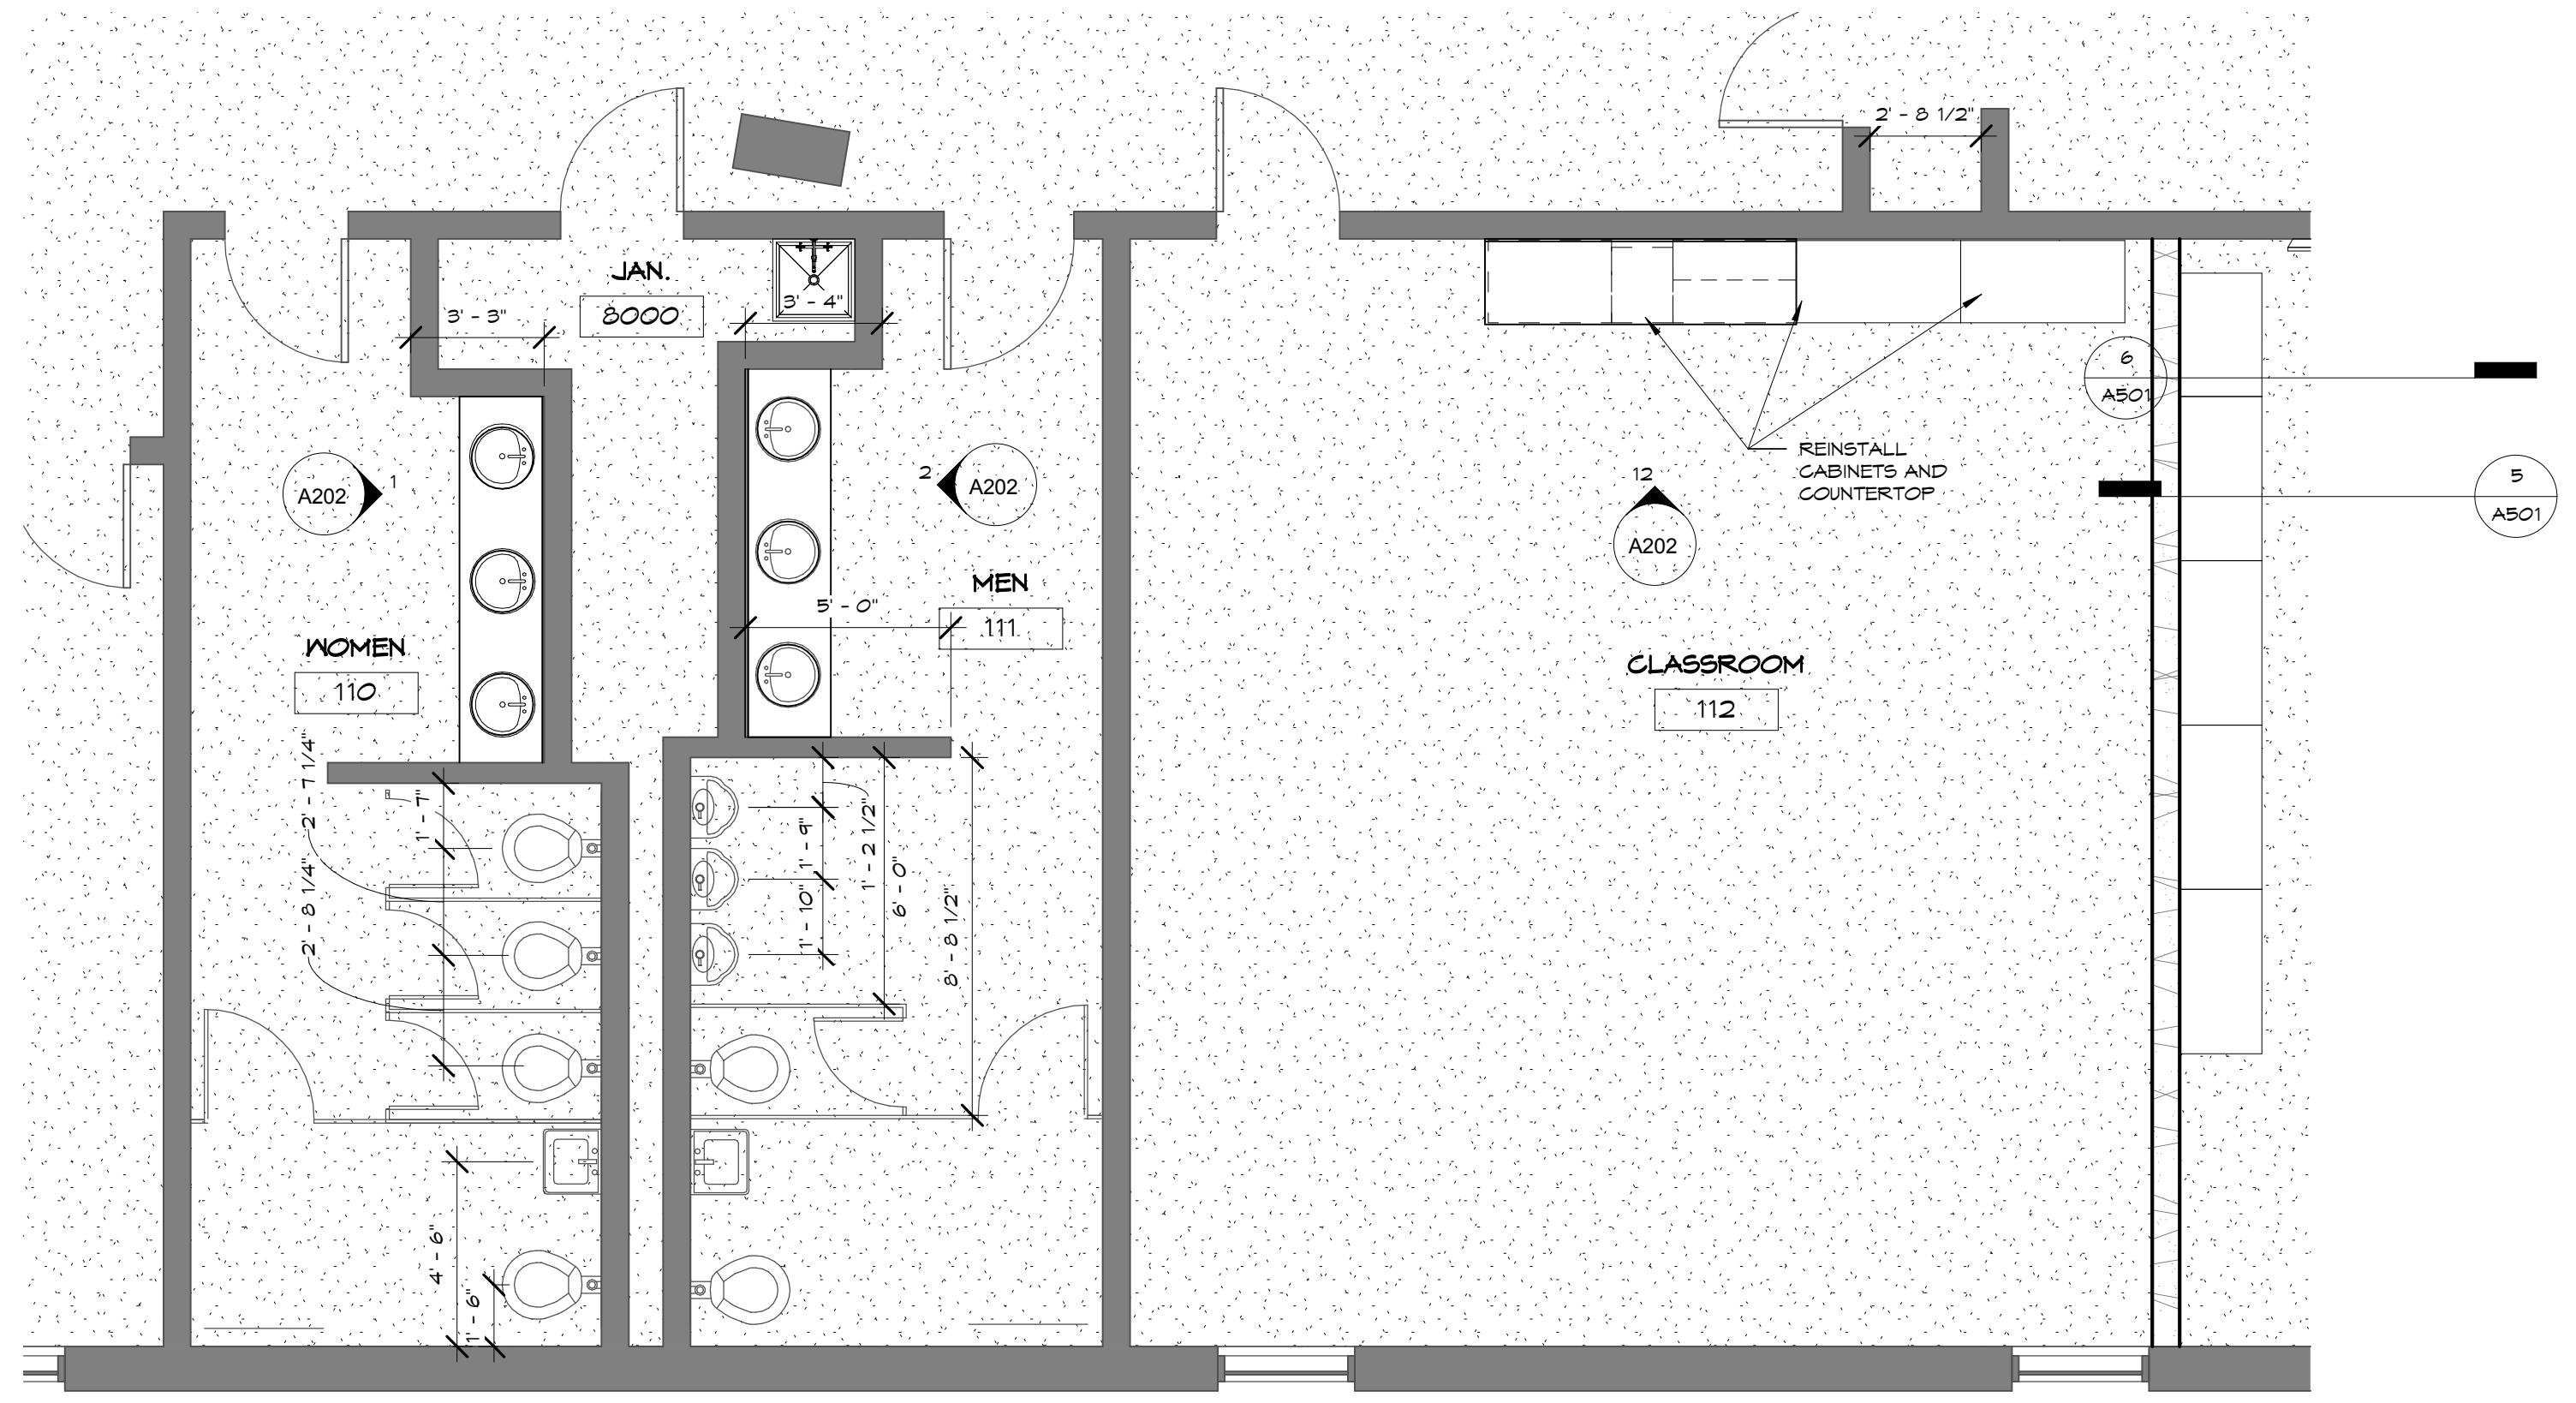 2' - 8 1/2"
JAN.
8000
3' - 4"
3' - 3"
6
A501
REINSTALL
CABINETS AND
COUNTERTOP
5
A501
1
A202
2
A202
12
A202
MEN
111
5' - 0"
WOMEN
110
CLASSROOM
112
2' - 7 1/4"
2' - 8 1/4"
1' - 7"
1' - 9"
1' - 10"
1' - 2 1/2"
6' - 0"
8' - 8 1/2"
4' - 6"
1' - 6"